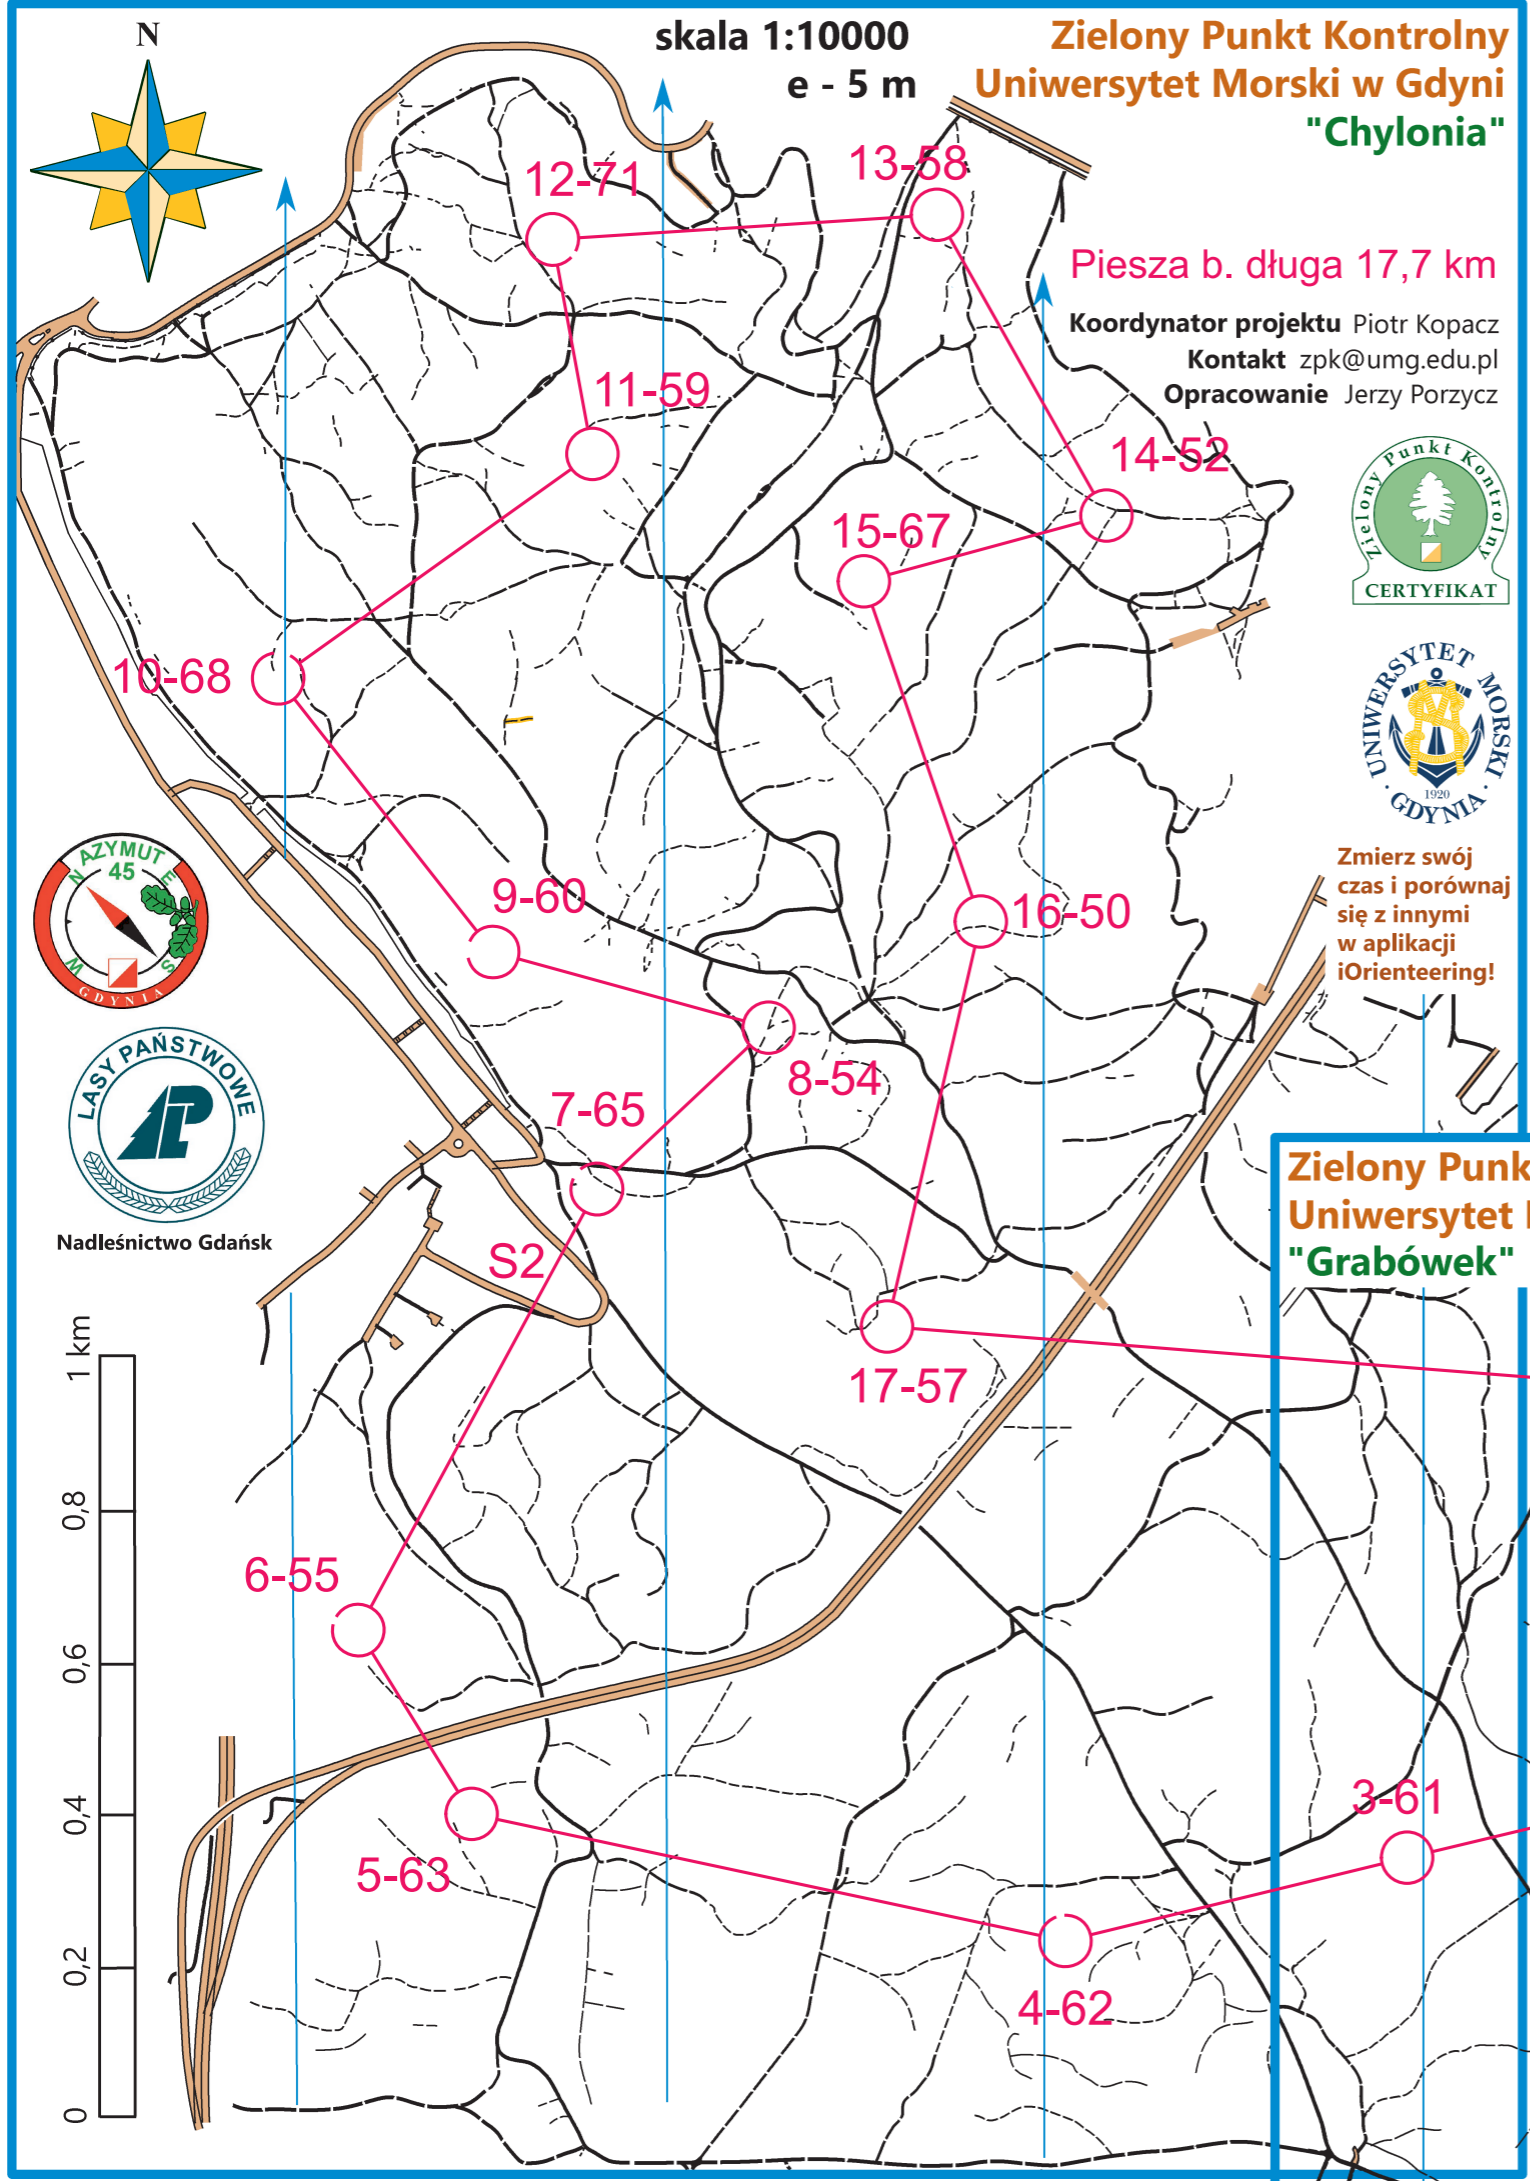 N
skala 1:10000
e - 5 m
Zielony Punkt Kontrolny
Uniwersytet Morski w Gdyni
"Chylonia"
12-71
13-58
Piesza b. długa 17,7 km
Koordynator projektu Piotr Kopacz
Kontakt zpk@umg.edu.pl
Opracowanie Jerzy Porzycz
11-59
14-52
Zielony Punkt Kontrolny
CERTYFIKAT
15-67
10-68
UNIWERSYTET MORSKI
· GDYNIA ·
1920
AZYMUT
45
N E
W S
GDYNIA
9-60
16-50
Zmierz swój
czas i porównaj
się z innymi
w aplikacji
iOrienteering!
LASY PAŃSTWOWE
LP
Nadleśnictwo Gdańsk
8-54
7-65
Zielony Punk
Uniwersytet
"Grabówek"
S2
17-57
1 km
0,8
0,6
0,4
0,2
0
6-55
3-61
5-63
4-62